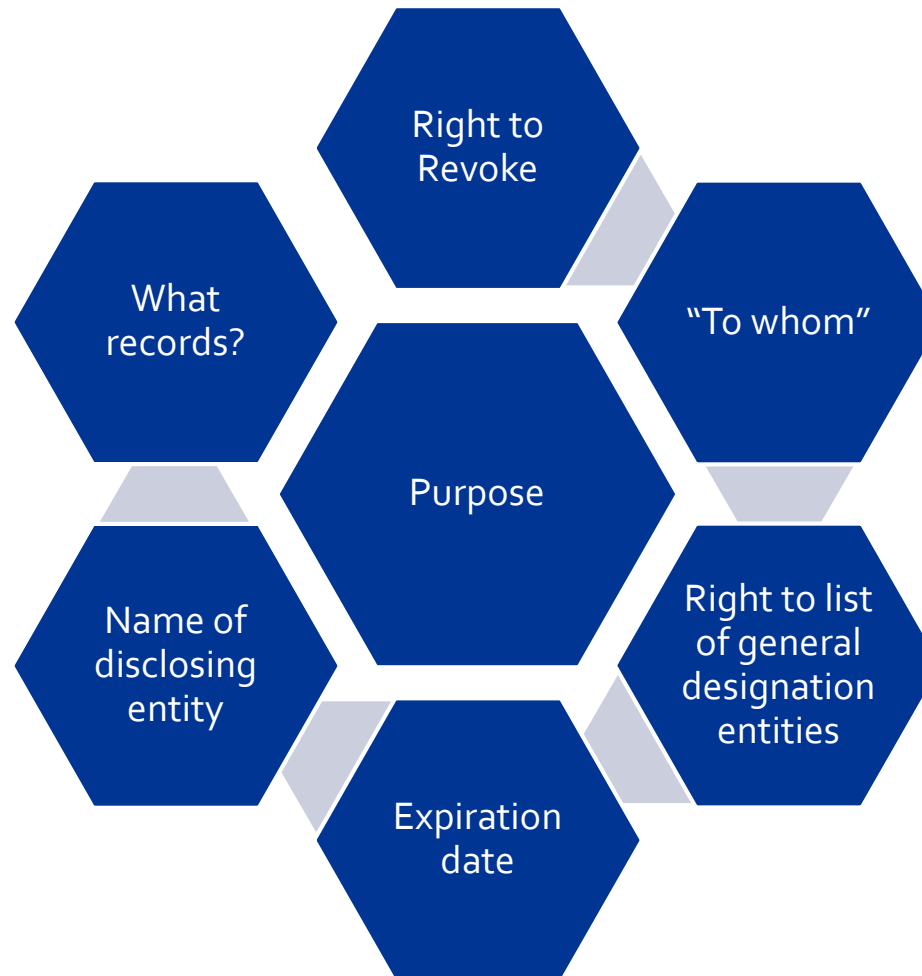 Right to
Revoke
What
records?
“To whom”
Purpose
Name of
disclosing
entity
Right to list
of general
designation
entities
Expiration
date